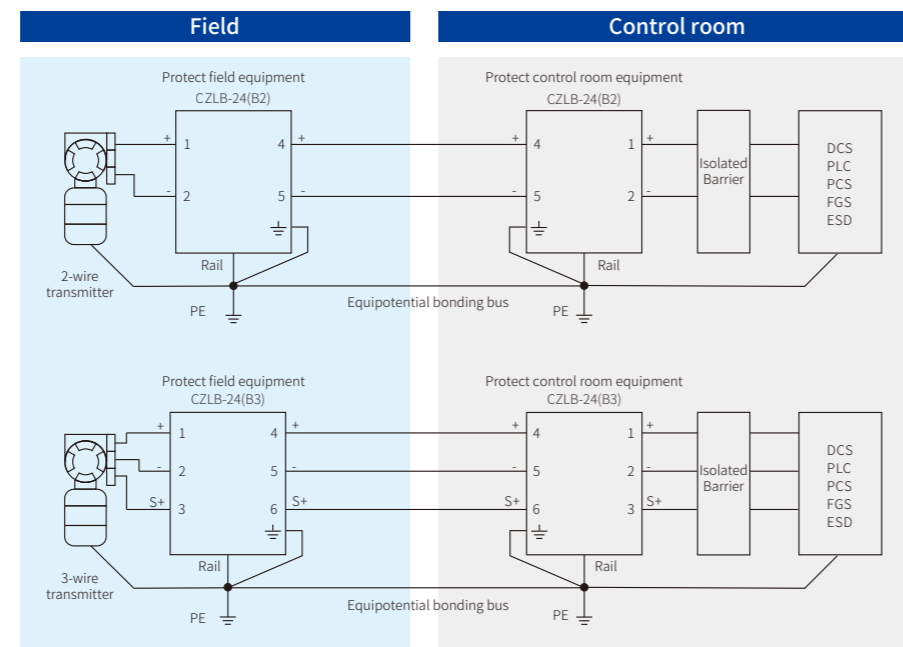 Field
Control room
Protect field equipment
CZLB-24(B2)
Protect control room equipment
CZLB-24(B2)
+ 1 4 +
+ 4 1 +
- 2 5 -
- 5 2 -
Isolated
Barrier
DCS
PLC
PCS
FGS
ESD
Rail
Rail
2-wire
transmitter
PE
Equipotential bonding bus
PE
Protect field equipment
CZLB-24(B3)
Protect control room equipment
CZLB-24(B3)
+ 1 4 +
+ 4 1 +
- 2 5 -
- 5 2 -
S+ 3 6 S+
S+ 6 3 S+
Isolated
Barrier
DCS
PLC
PCS
FGS
ESD
Rail
Rail
3-wire
transmitter
PE
Equipotential bonding bus
PE